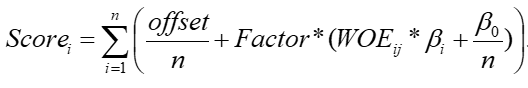 Score_i = \sum_{i=1}^{n} \left( \frac{offset}{n} + Factor * (WOE_{ij} * \beta_i + \frac{\beta_0}{n}) \right).